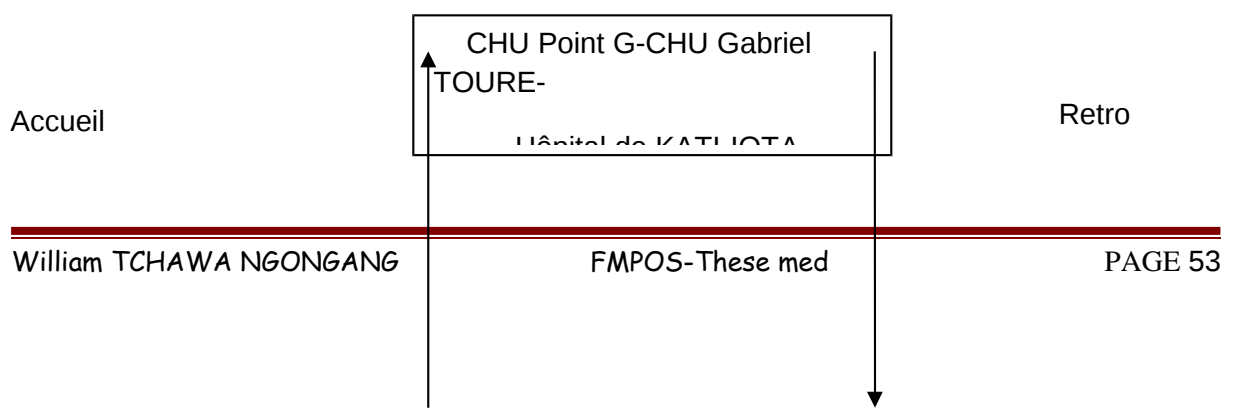 CHU Point G-CHU Gabriel
TOURE-
Accueil
Retro
William TCHAWA NGONGANG FMPOS-These med PAGE 53